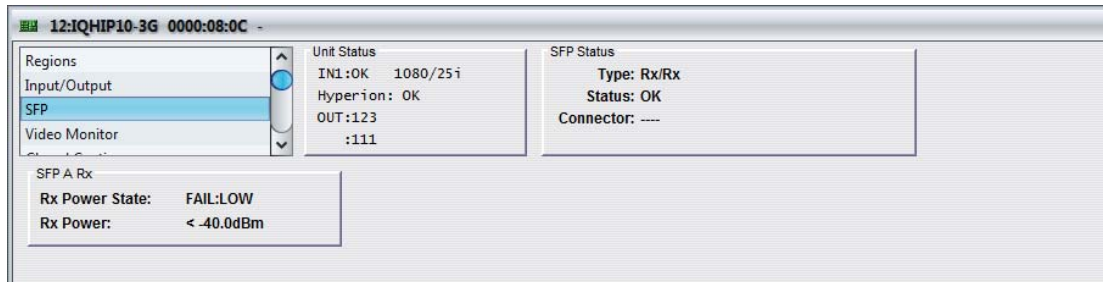 12:IQHIP10-3G 0000:08:0C -
Regions
Input/Output
SFP
Video Monitor
Unit Status
IN1:OK 1080/25i
Hyperion: OK
OUT:123
:111
SFP Status
Type: Rx/Rx
Status: OK
Connector: ----
SFP A Rx
Rx Power State: FAIL:LOW
Rx Power: < -40.0dBm